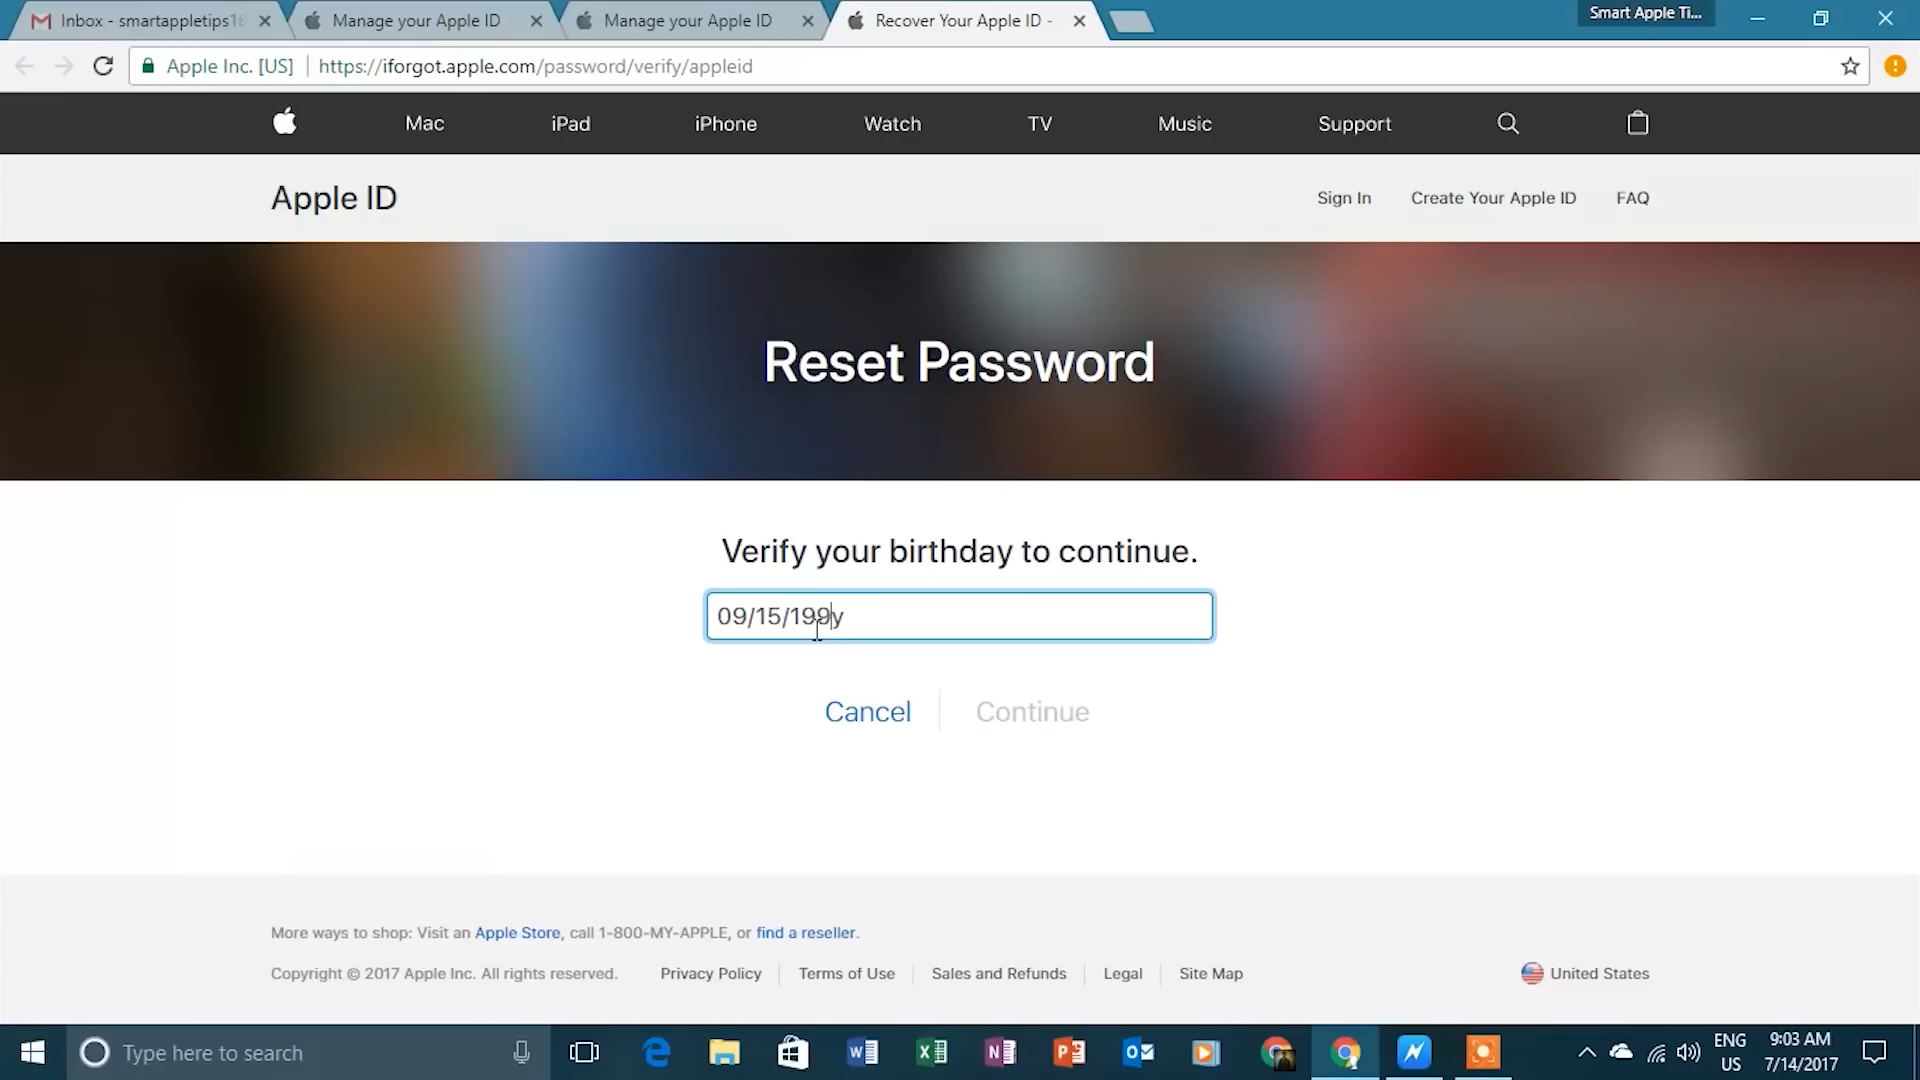 Inbox - smartappletips18
Manage your Apple ID
Manage your Apple ID
Recover Your Apple ID -
Smart Apple Ti...
Apple Inc. [US]
https://iforgot.apple.com/password/verify/appleid
Mac
iPad
iPhone
Watch
TV
Music
Support
Apple ID
Sign In
Create Your Apple ID
FAQ
Reset Password
Verify your birthday to continue.
09/15/199y
Cancel
Continue
More ways to shop: Visit an Apple Store, call 1-800-MY-APPLE, or find a reseller.
Copyright © 2017 Apple Inc. All rights reserved.
Privacy Policy
Terms of Use
Sales and Refunds
Legal
Site Map
United States
Type here to search
ENG
US
9:03 AM
7/14/2017